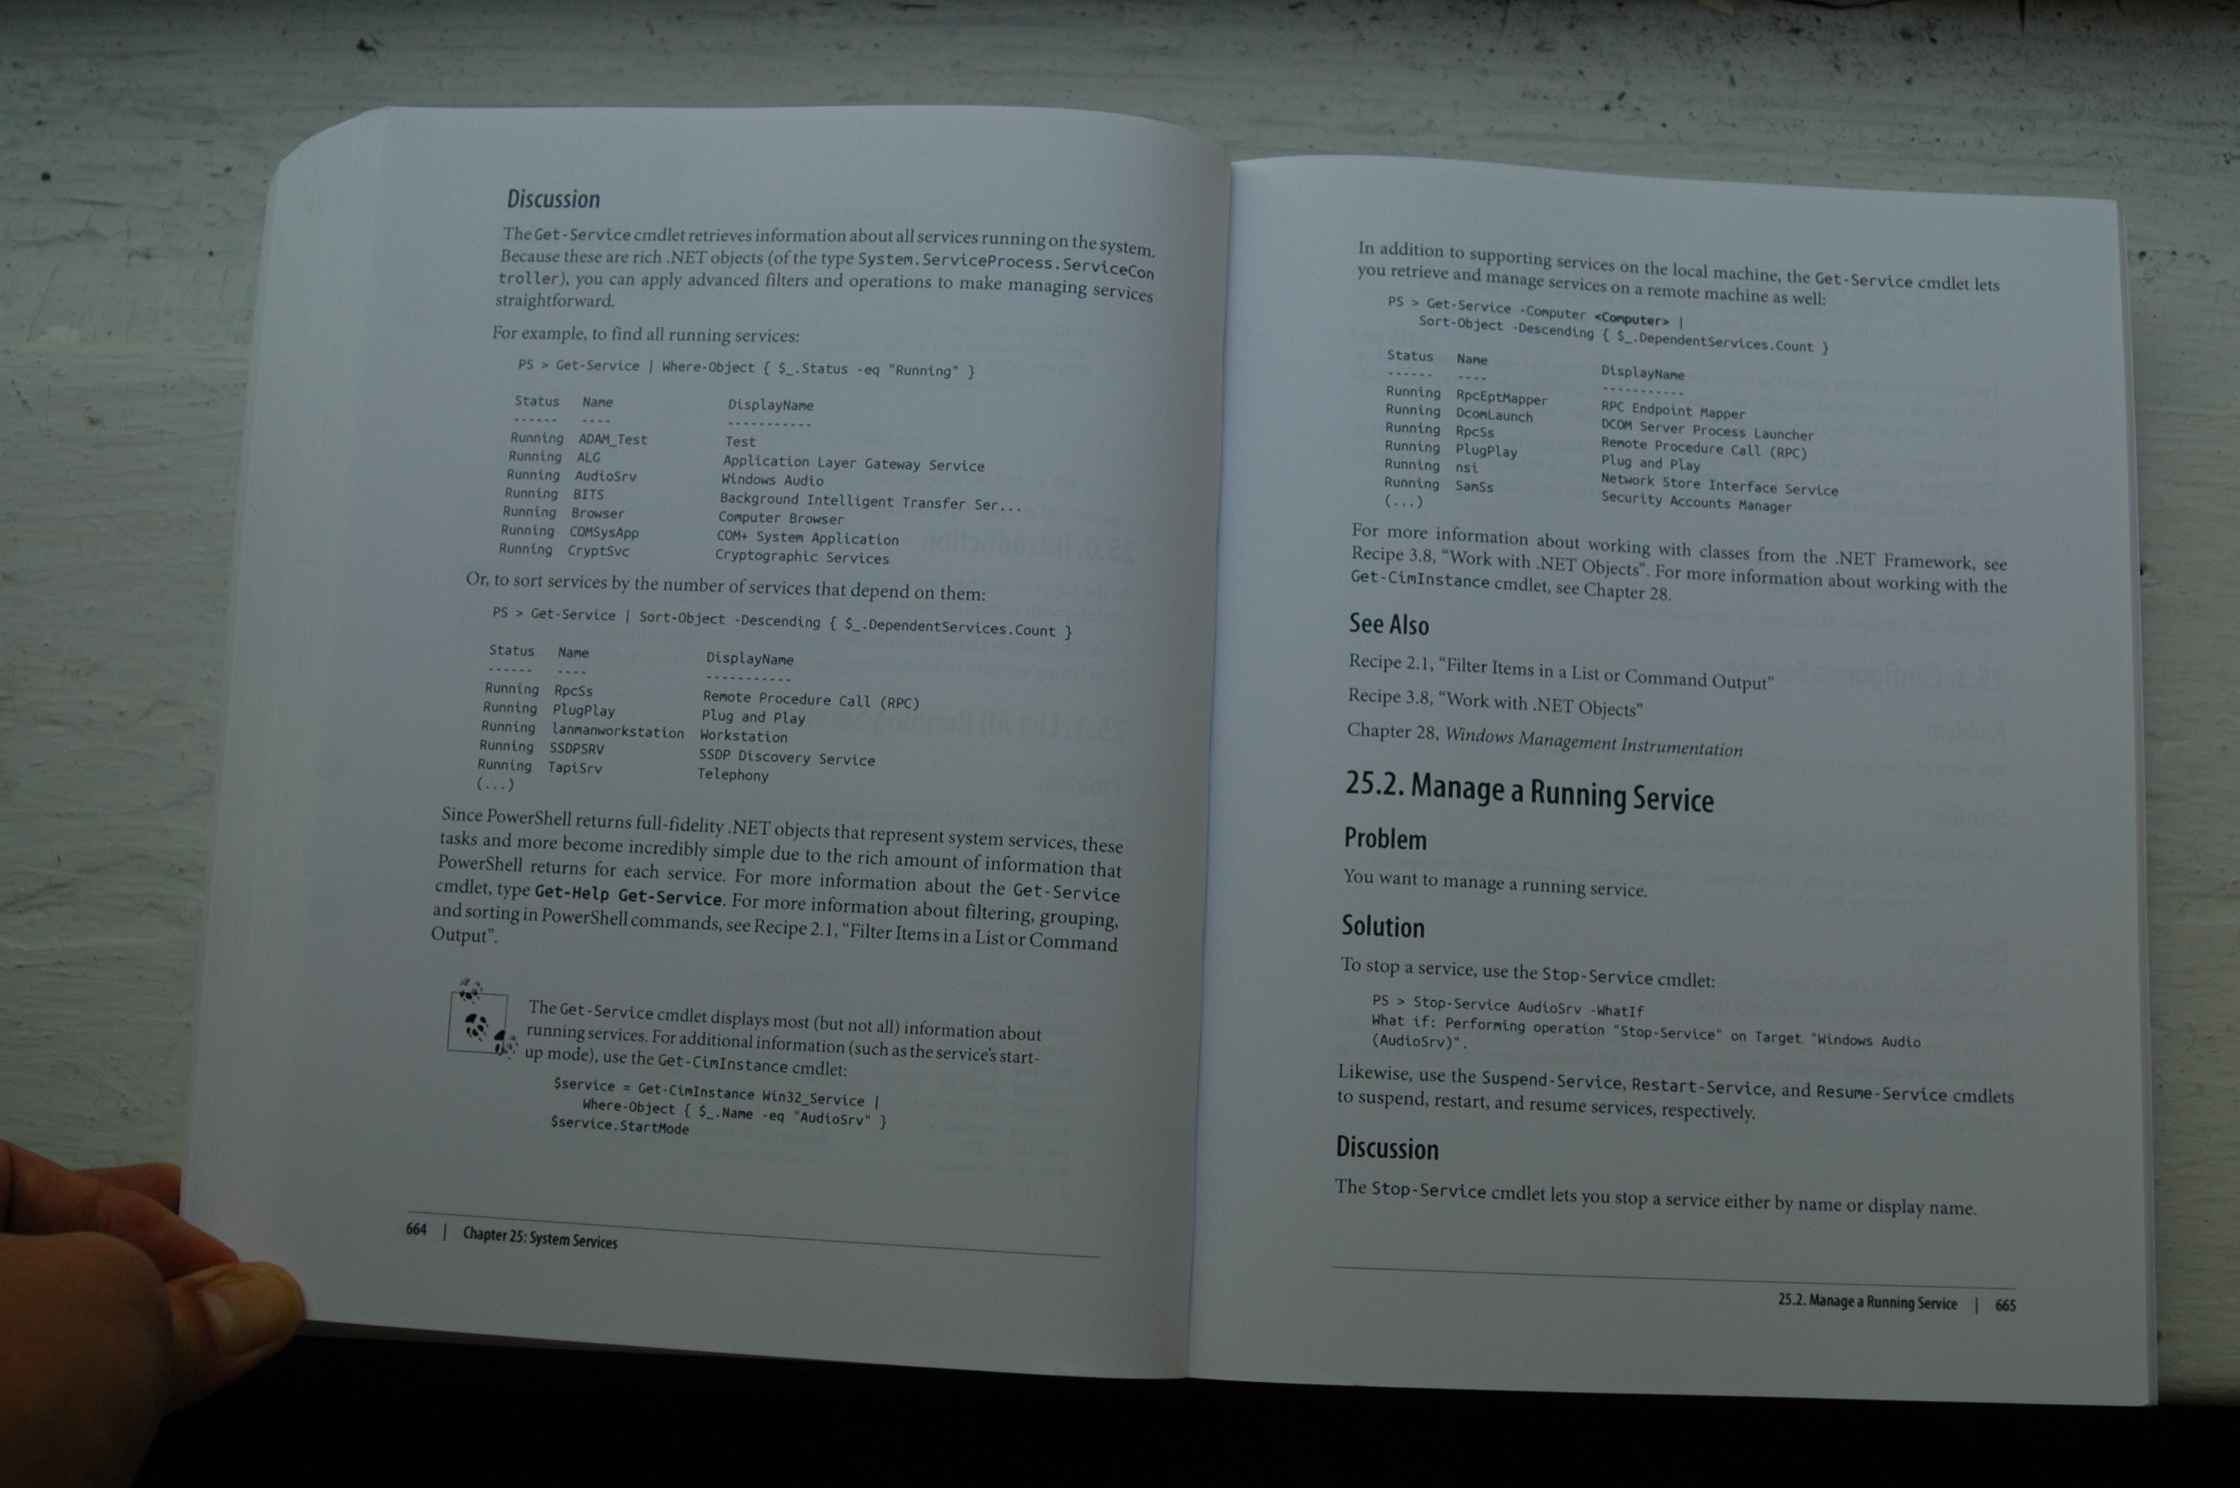 Discussion
The Get-Service cmdlet retrieves information about all services running on the system.
Because these are rich .NET objects (of the type System.ServiceProcess.ServiceCon
troller), you can apply advanced filters and operations to make managing services
straightforward.
For example, to find all running services:
PS > Get-Service | Where-Object { $_.Status -eq "Running" }
Status Name DisplayName
------ ---- -----------
Running ADAM_Test Test
Running ALG Application Layer Gateway Service
Running AudioSrv Windows Audio
Running BITS Background Intelligent Transfer Ser...
Running Browser Computer Browser
Running COMSysApp COM+ System Application
Running CryptSvc Cryptographic Services
Or, to sort services by the number of services that depend on them:
PS > Get-Service | Sort-Object -Descending { $_.DependentServices.Count }
Status Name DisplayName
------ ---- -----------
Running RpcSs Remote Procedure Call (RPC)
Running PlugPlay Plug and Play
Running lanmanworkstation Workstation
Running SSDPSRV SSDP Discovery Service
Running TapiSrv Telephony
(...)
Since PowerShell returns full-fidelity .NET objects that represent system services, these
tasks and more become incredibly simple due to the rich amount of information that
PowerShell returns for each service. For more information about the Get-Service
cmdlet, type Get-Help Get-Service. For more information about filtering, grouping,
and sorting in PowerShell commands, see Recipe 2.1, “Filter Items in a List or Command
Output”.
The Get-Service cmdlet displays most (but not all) information about
running services. For additional information (such as the service’s start-
up mode), use the Get-CimInstance cmdlet:
$service = Get-CimInstance Win32_Service |
Where-Object { $_.Name -eq "AudioSrv" }
$service.StartMode
664 | Chapter 25: System Services
In addition to supporting services on the local machine, the Get-Service cmdlet lets
you retrieve and manage services on a remote machine as well:
PS > Get-Service -Computer <Computer> |
Sort-Object -Descending { $_.DependentServices.Count }
Status Name DisplayName
------ ---- -----------
Running RpcEptMapper RPC Endpoint Mapper
Running DcomLaunch DCOM Server Process Launcher
Running RpcSs Remote Procedure Call (RPC)
Running PlugPlay Plug and Play
Running nsi Network Store Interface Service
Running SamSs Security Accounts Manager
(...)
For more information about working with classes from the .NET Framework, see
Recipe 3.8, “Work with .NET Objects”. For more information about working with the
Get-CimInstance cmdlet, see Chapter 28.
See Also
Recipe 2.1, “Filter Items in a List or Command Output”
Recipe 3.8, “Work with .NET Objects”
Chapter 28, Windows Management Instrumentation
25.2. Manage a Running Service
Problem
You want to manage a running service.
Solution
To stop a service, use the Stop-Service cmdlet:
PS > Stop-Service AudioSrv -WhatIf
What if: Performing operation "Stop-Service" on Target "Windows Audio
(AudioSrv)".
Likewise, use the Suspend-Service, Restart-Service, and Resume-Service cmdlets
to suspend, restart, and resume services, respectively.
Discussion
The Stop-Service cmdlet lets you stop a service either by name or display name.
25.2. Manage a Running Service | 665